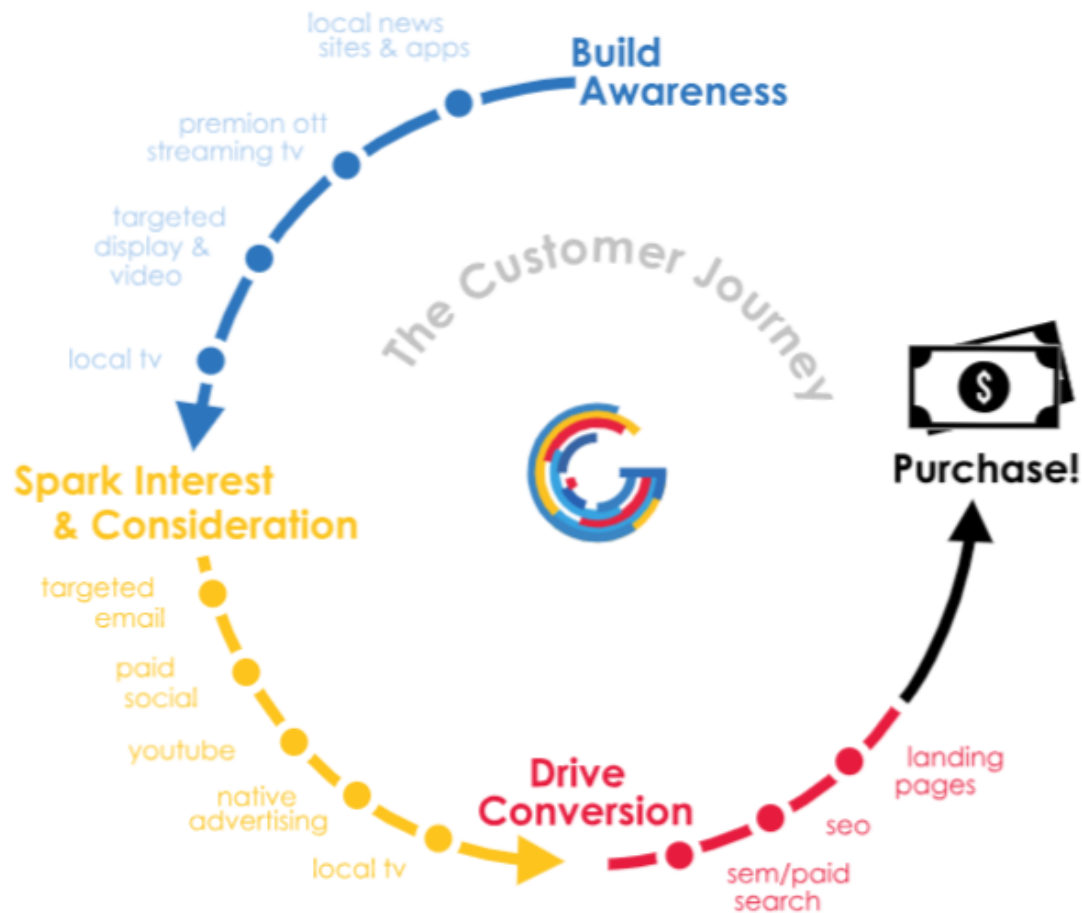 local news
sites & apps
Build
Awareness
premion ott
streaming tv
targeted
display &
video
local tv
The Customer Journey
$
Purchase!
Spark Interest
& Consideration
targeted
email
paid
social
youtube
native
advertising
local tv
Drive
Conversion
sem/paid
search
seo
landing
pages